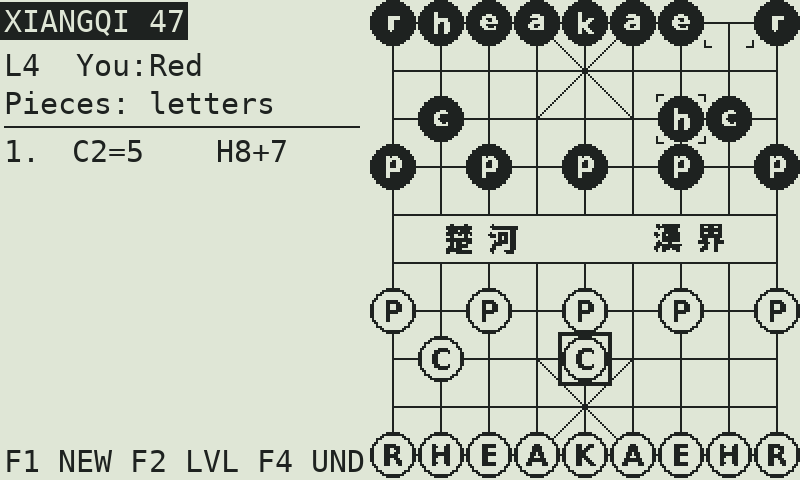 XIANGQI 47
L4 You:Red
Pieces: letters
1. C2=5 H8+7
F1 NEW F2 LVL F4 UND
r h e a k a e r
c h c
p p p p p
楚 河 漢 界
P P P P P
C C
R H E A K A E H R